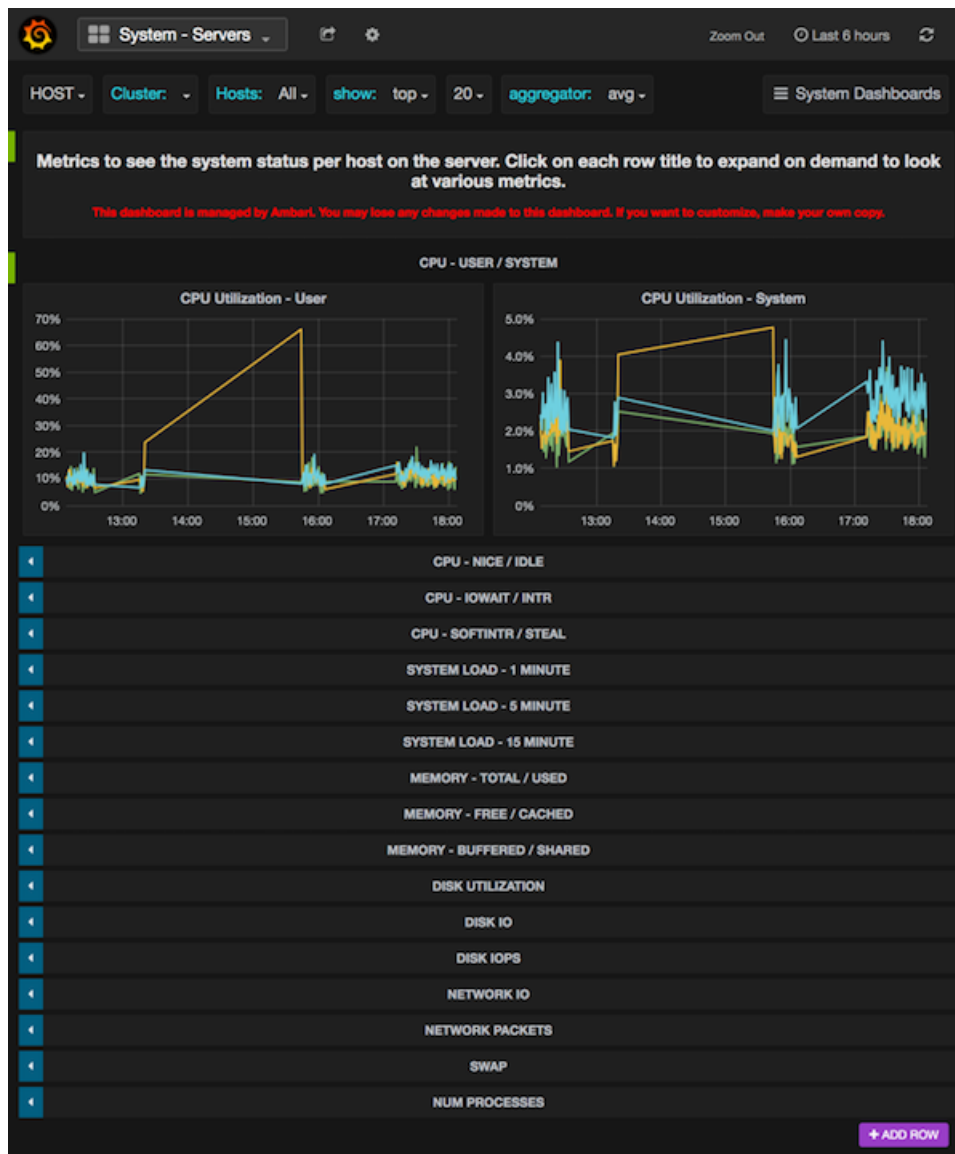 System - Servers
Zoom Out
Last 6 hours
HOST
Cluster:
Hosts: All
show: top
20
aggregator: avg
System Dashboards
Metrics to see the system status per host on the server. Click on each row title to expand on demand to look
at various metrics.
This dashboard is managed by Ambari. You may lose any changes made to this dashboard. If you want to customize, make your own copy.
CPU - USER / SYSTEM
CPU Utilization - User
70%
60%
50%
40%
30%
20%
10%
0%
13:00 14:00 15:00 16:00 17:00 18:00
CPU Utilization - System
5.0%
4.0%
3.0%
2.0%
1.0%
0%
13:00 14:00 15:00 16:00 17:00 18:00
CPU - NICE / IDLE
CPU - IOWAIT / INTR
CPU - SOFTINTR / STEAL
SYSTEM LOAD - 1 MINUTE
SYSTEM LOAD - 5 MINUTE
SYSTEM LOAD - 15 MINUTE
MEMORY - TOTAL / USED
MEMORY - FREE / CACHED
MEMORY - BUFFERED / SHARED
DISK UTILIZATION
DISK IO
DISK IOPS
NETWORK IO
NETWORK PACKETS
SWAP
NUM PROCESSES
+ ADD ROW